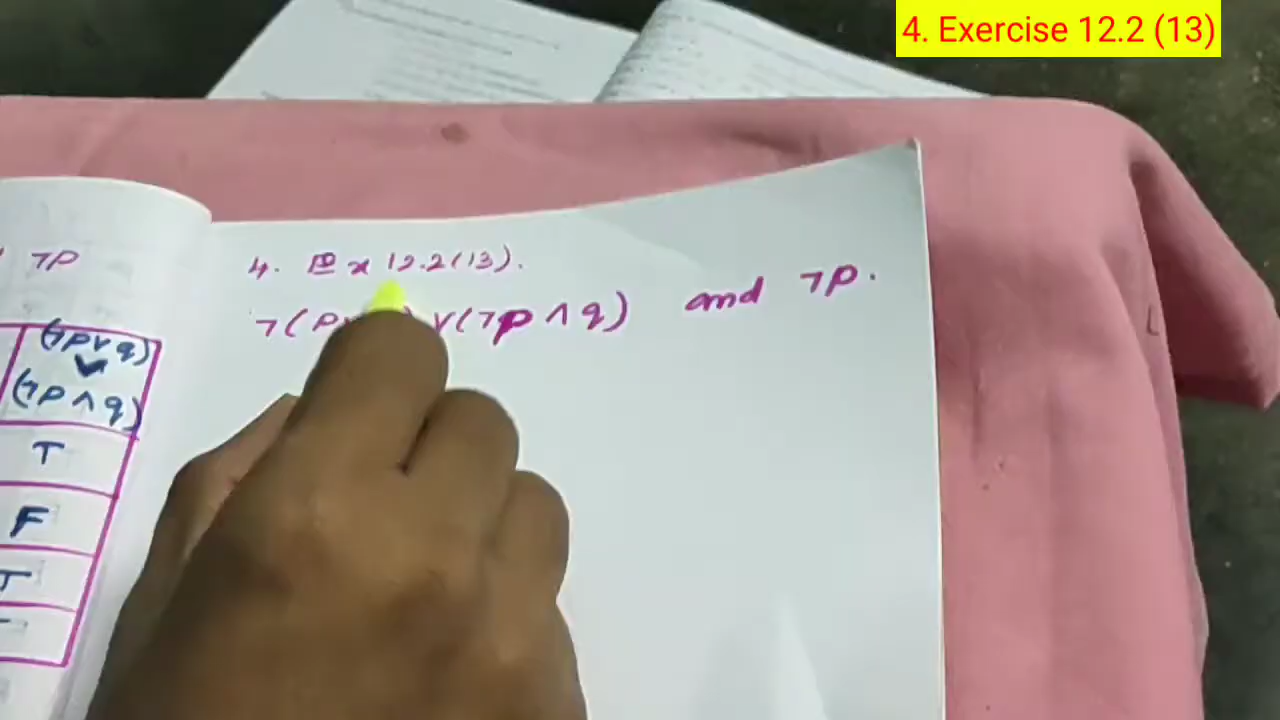 4. Exercise 12.2 (13)
4. Ex 12.2(13).
¬(p ∨ (¬p ∧ q) and ¬p.
¬p
(¬p∨q)
∨
(¬p ∧ q)
T
F
T